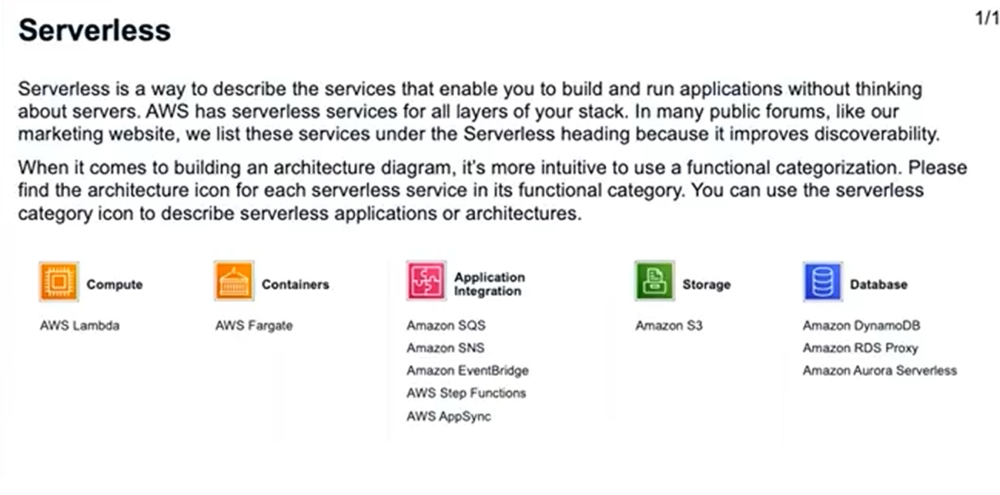 Serverless
1/1
Serverless is a way to describe the services that enable you to build and run applications without thinking
about servers. AWS has serverless services for all layers of your stack. In many public forums, like our
marketing website, we list these services under the Serverless heading because it improves discoverability.
When it comes to building an architecture diagram, it's more intuitive to use a functional categorization. Please
find the architecture icon for each serverless service in its functional category. You can use the serverless
category icon to describe serverless applications or architectures.
Compute
AWS Lambda
Containers
AWS Fargate
Application
Integration
Amazon SQS
Amazon SNS
Amazon EventBridge
AWS Step Functions
AWS AppSync
Storage
Amazon S3
Database
Amazon DynamoDB
Amazon RDS Proxy
Amazon Aurora Serverless